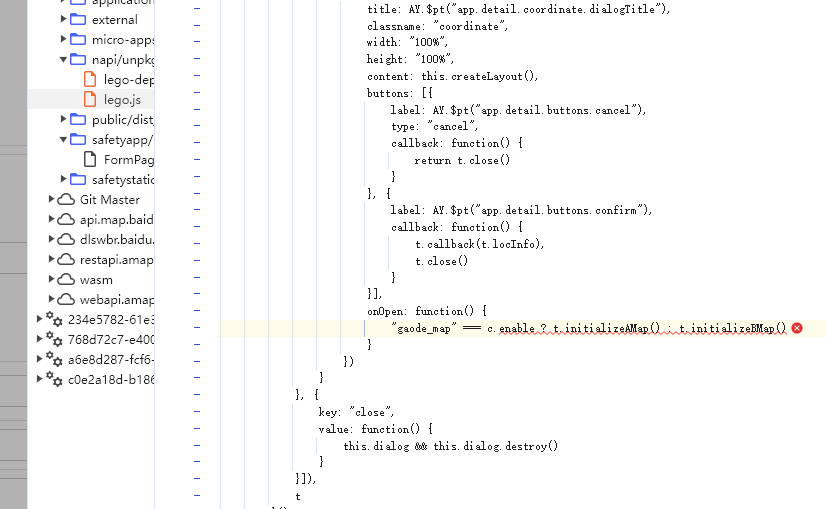 application
external
micro-apps
napi/unpkg
lego-dep
lego.js
public/dist
safetyapp/
FormPag
safetystatic
Git Master
api.map.baid
dlswbr.baidu.
restapi.amap
wasm
webapi.amap
234e5782-61e3
768d72c7-e400
a6e8d287-fcf6-
c0e2a18d-b186
title: AY.$pt("app.detail.coordinate.dialogTitle"),
classname: "coordinate",
width: "100%",
height: "100%",
content: this.createLayout(),
buttons: [{
label: AY.$pt("app.detail.buttons.cancel"),
type: "cancel",
callback: function() {
return t.close()
}
}, {
label: AY.$pt("app.detail.buttons.confirm"),
callback: function() {
t.callback(t.locInfo),
t.close()
}
}],
onOpen: function() {
"gaode_map" === c.enable ? t.initializeAMap() : t.initializeBMap()
}
})
}
}, {
key: "close",
value: function() {
this.dialog && this.dialog.destroy()
}
}]),
t